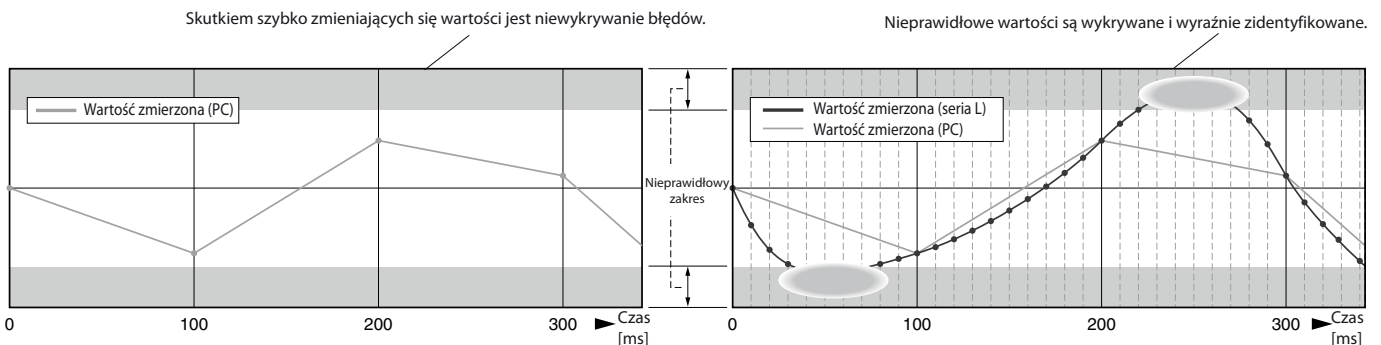 Skutkiem szybko zmieniających się wartości jest niewykrywanie błędów.
Wartość zmierzona (PC)
0
100
200
300
Czas
[ms]
Nieprawidłowy
zakres
Nieprawidłowe wartości są wykrywane i wyraźnie zidentyfikowane.
Wartość zmierzona (seria L)
Wartość zmierzona (PC)
0
100
200
300
Czas
[ms]